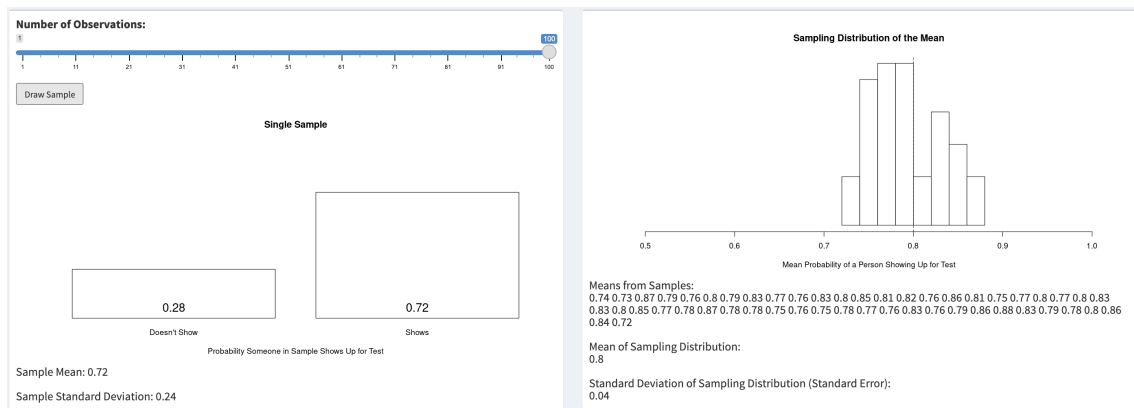 Number of Observations:
1
100
1 11 21 31 41 51 61 71 81 91 100
Draw Sample
Single Sample
0.28 0.72
Doesn't Show Shows
Probability Someone in Sample Shows Up for Test
Sample Mean: 0.72
Sample Standard Deviation: 0.24
Sampling Distribution of the Mean
0.5 0.6 0.7 0.8 0.9 1.0
Mean Probability of a Person Showing Up for Test
Means from Samples:
0.74 0.73 0.87 0.79 0.76 0.8 0.79 0.83 0.77 0.76 0.83 0.8 0.85 0.81 0.82 0.76 0.86 0.81 0.75 0.77 0.8 0.77 0.8 0.83
0.83 0.8 0.85 0.77 0.78 0.87 0.78 0.78 0.75 0.76 0.75 0.78 0.77 0.76 0.83 0.76 0.79 0.86 0.88 0.83 0.79 0.78 0.8 0.86
0.84 0.72
Mean of Sampling Distribution:
0.8
Standard Deviation of Sampling Distribution (Standard Error):
0.04